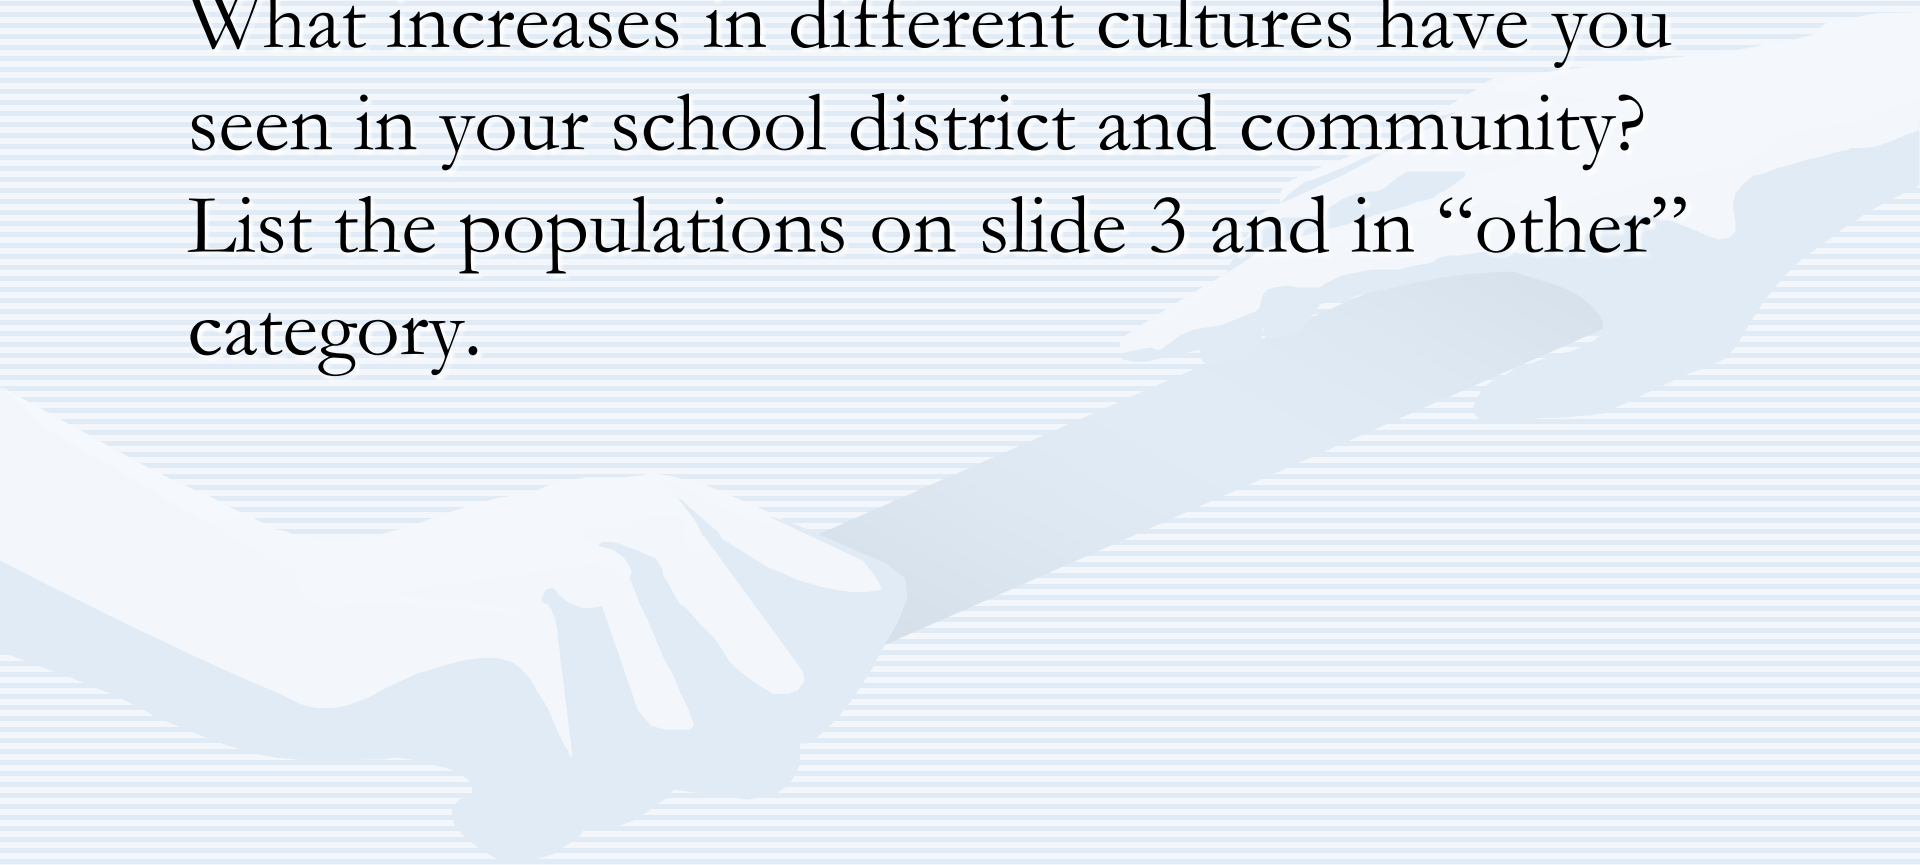 What increases in different cultures have you
seen in your school district and community?
List the populations on slide 3 and in “other”
category.